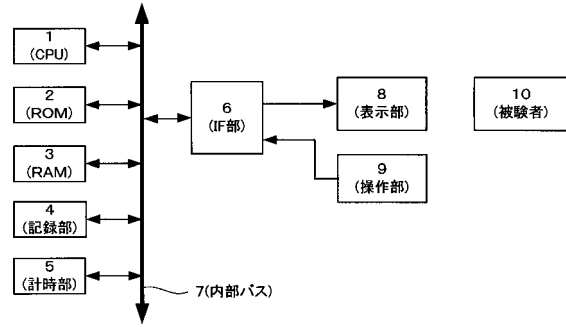 1
(CPU)
2
(ROM)
3
(RAM)
4
(記録部)
5
(計時部)
6
(IF部)
7(内部バス)
8
(表示部)
9
(操作部)
10
(被験者)